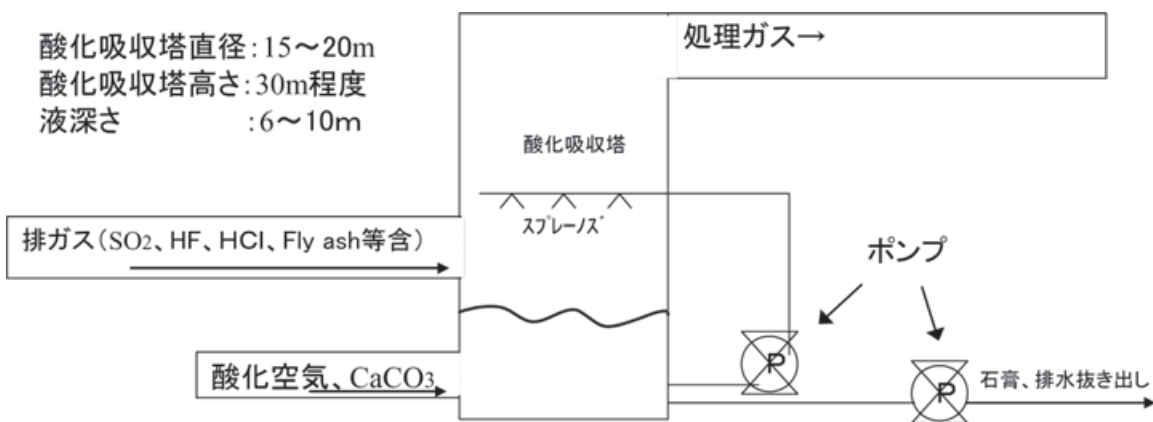 酸化吸収塔直径:15~20m
酸化吸収塔高さ:30m程度
液深さ :6~10m
処理ガス→
酸化吸収塔
スプレーノズ
排ガス(SO2、HF、HCl、Fly ash等含)
ポンプ
酸化空気、CaCO3
P
P
石膏、排水抜き出し